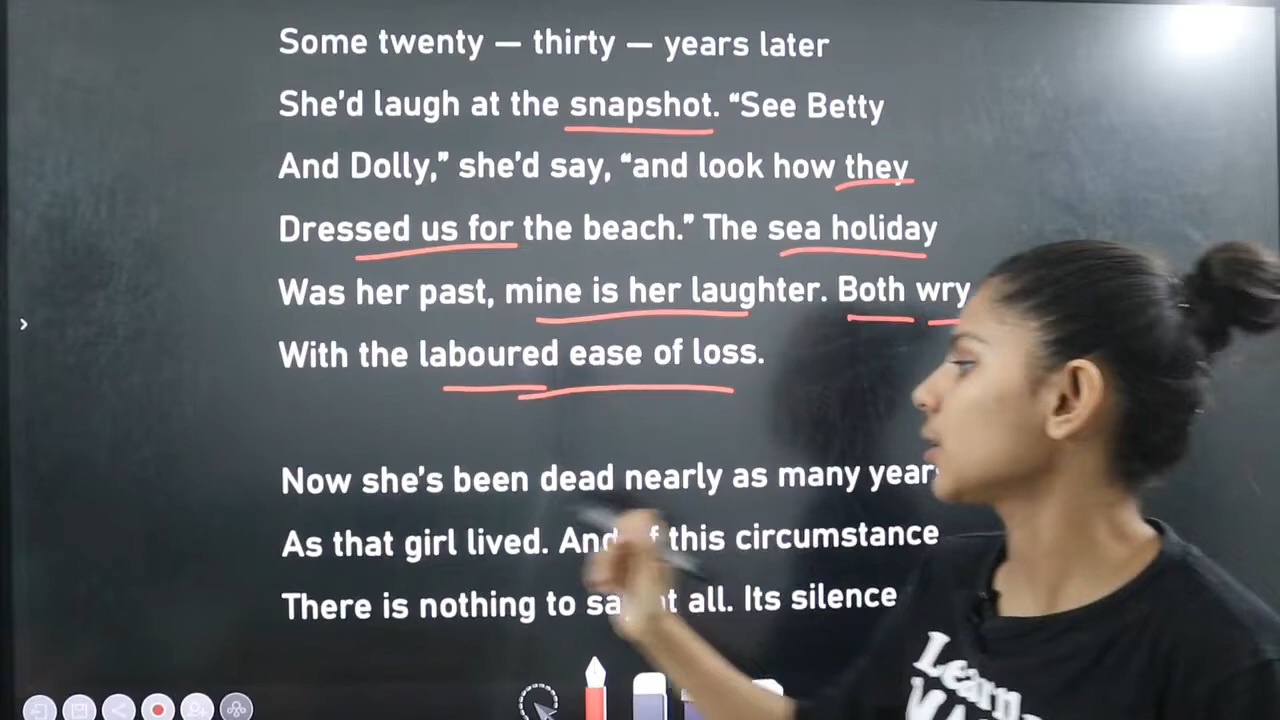 Some twenty — thirty — years later
She'd laugh at the snapshot. “See Betty
And Dolly,” she'd say, “and look how they
Dressed us for the beach.” The sea holiday
Was her past, mine is her laughter. Both wry
With the laboured ease of loss.
Now she's been dead nearly as many
As that girl lived. this circumstance
There is nothing to all. Its silence
Learn